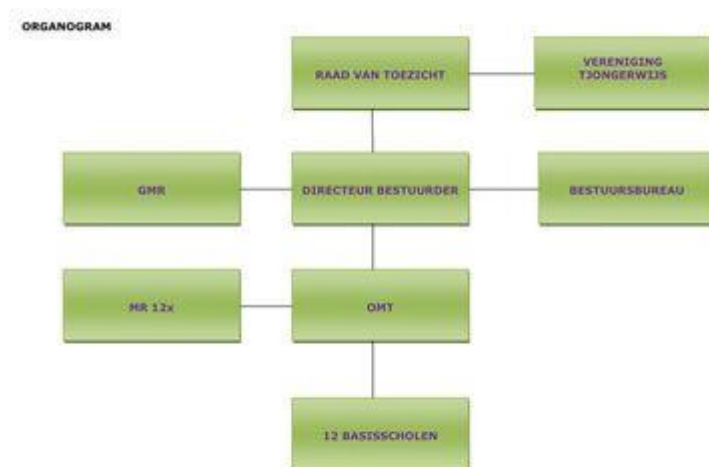 ORGANOGRAM
RAAD VAN TOEZICHT
VERENIGING
TJONGERWIJS
GMR
DIRECTEUR BESTUURDER
BESTUURSBUREAU
MR 12x
OMT
12 BASISSCHOLEN